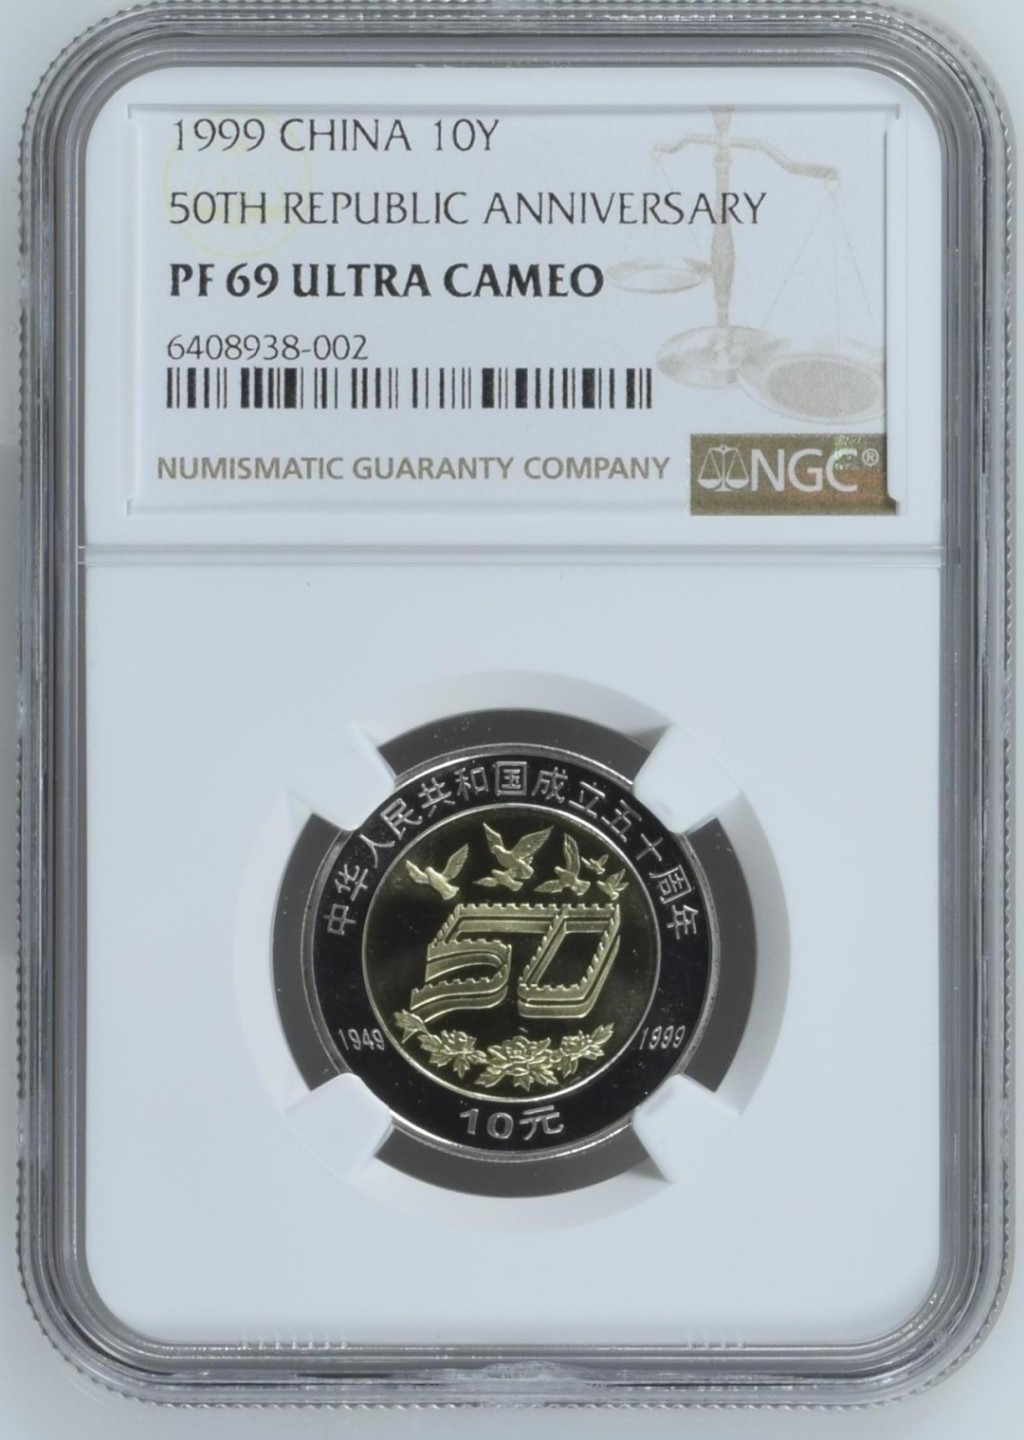 1999 CHINA 10Y
50TH REPUBLIC ANNIVERSARY
PF 69 ULTRA CAMEO
6408938-002
NUMISMATIC GUARANTY COMPANY
NGC®
中华人民共和国成立五十周年
50
1949
1999
10元